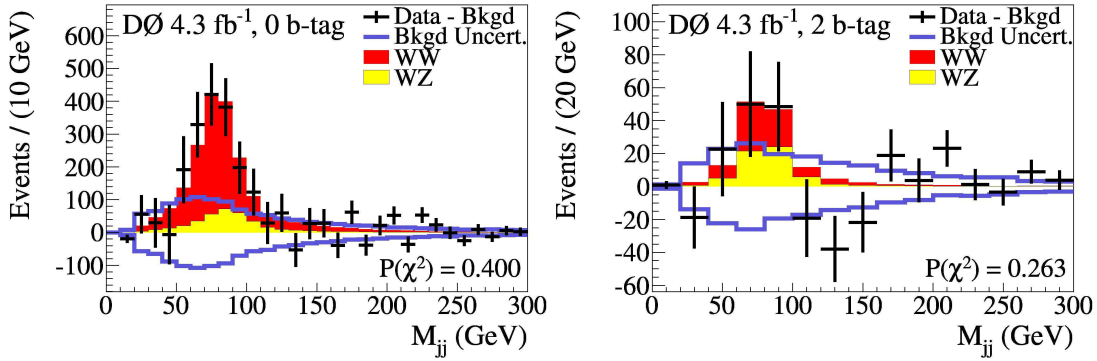 DØ 4.3 fb⁻¹, 0 b-tag
Data - Bkgd
Bkgd Uncert.
WW
WZ
Events / (10 GeV)
600
500
400
300
200
100
0
-100
P(χ²) = 0.400
0 50 100 150 200 250 300
M_jj (GeV)
DØ 4.3 fb⁻¹, 2 b-tag
Data - Bkgd
Bkgd Uncert.
WW
WZ
Events / (20 GeV)
100
80
60
40
20
0
-20
-40
-60
P(χ²) = 0.263
0 50 100 150 200 250 300
M_jj (GeV)